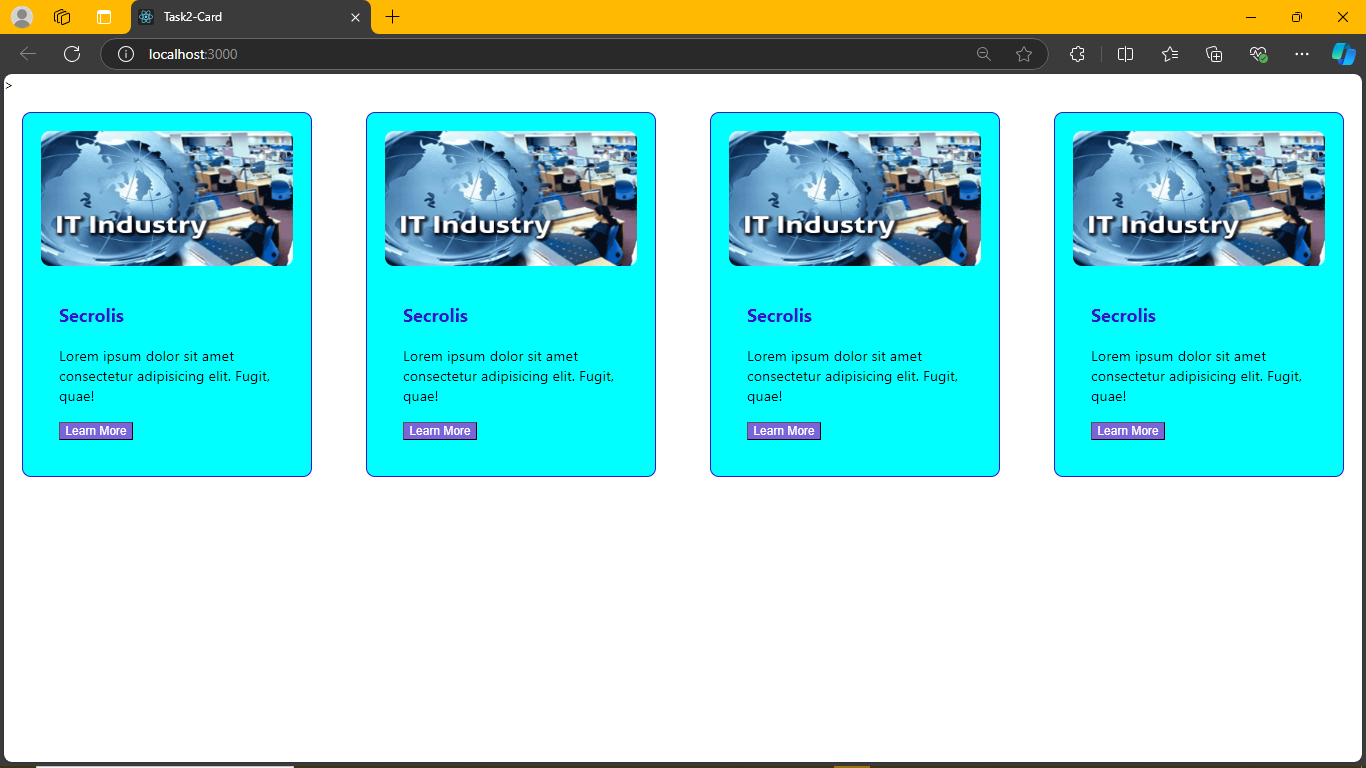 Task2-Card
localhost:3000
>
IT Industry
Secrolis
Lorem ipsum dolor sit amet
consectetur adipisicing elit. Fugit,
quae!
Learn More
IT Industry
Secrolis
Lorem ipsum dolor sit amet
consectetur adipisicing elit. Fugit,
quae!
Learn More
IT Industry
Secrolis
Lorem ipsum dolor sit amet
consectetur adipisicing elit. Fugit,
quae!
Learn More
IT Industry
Secrolis
Lorem ipsum dolor sit amet
consectetur adipisicing elit. Fugit,
quae!
Learn More